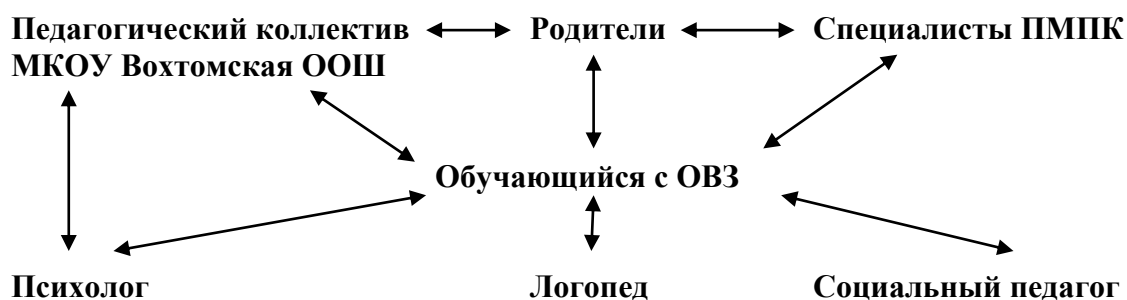 Педагогический коллектив Родители Специалисты ПМПК
МКОУ Вохтомская ООШ
Обучающийся с ОВЗ
Психолог Логопед Социальный педагог